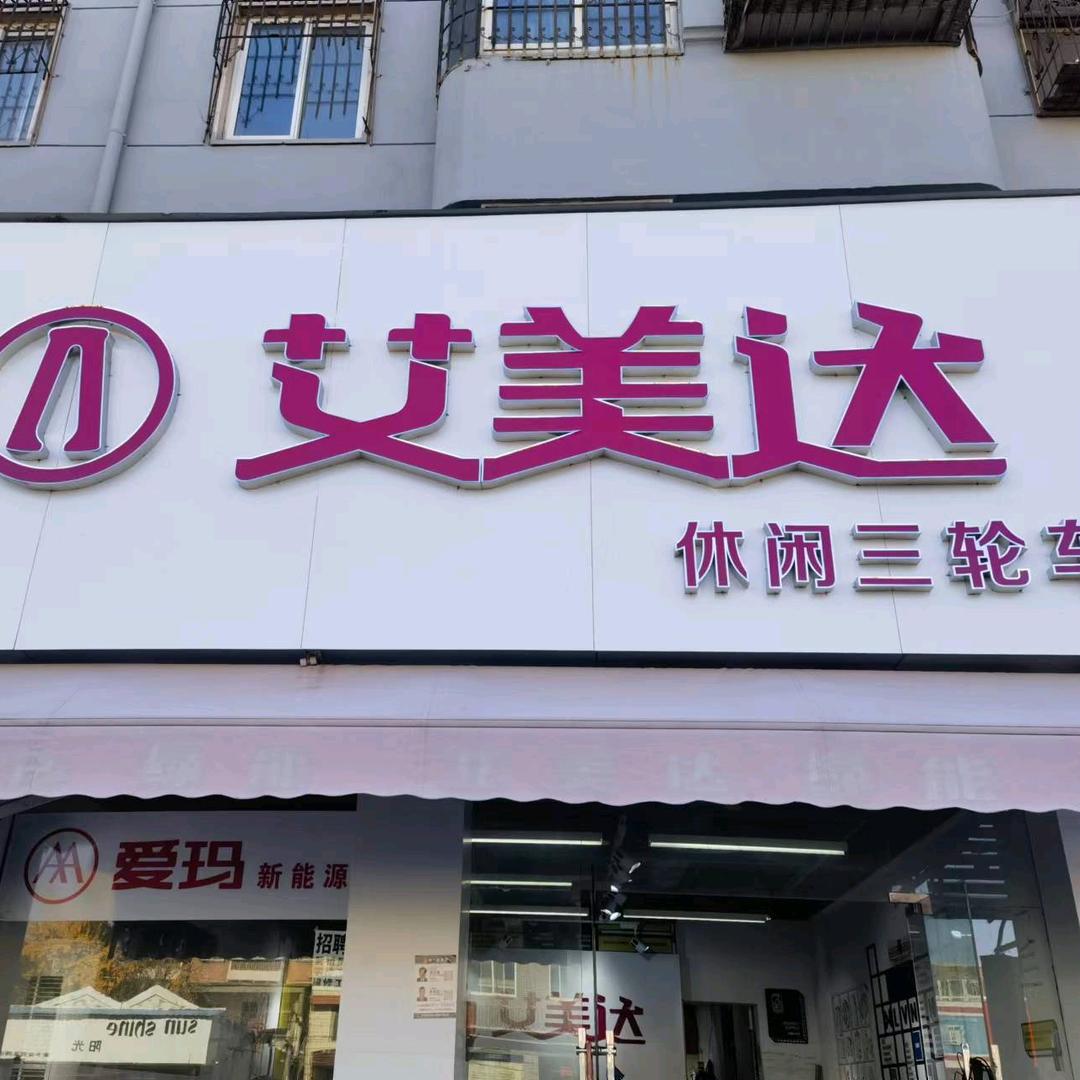 艾美达
休闲三轮车
爱玛 新能源
招聘
艾美达
sun shine
阳光